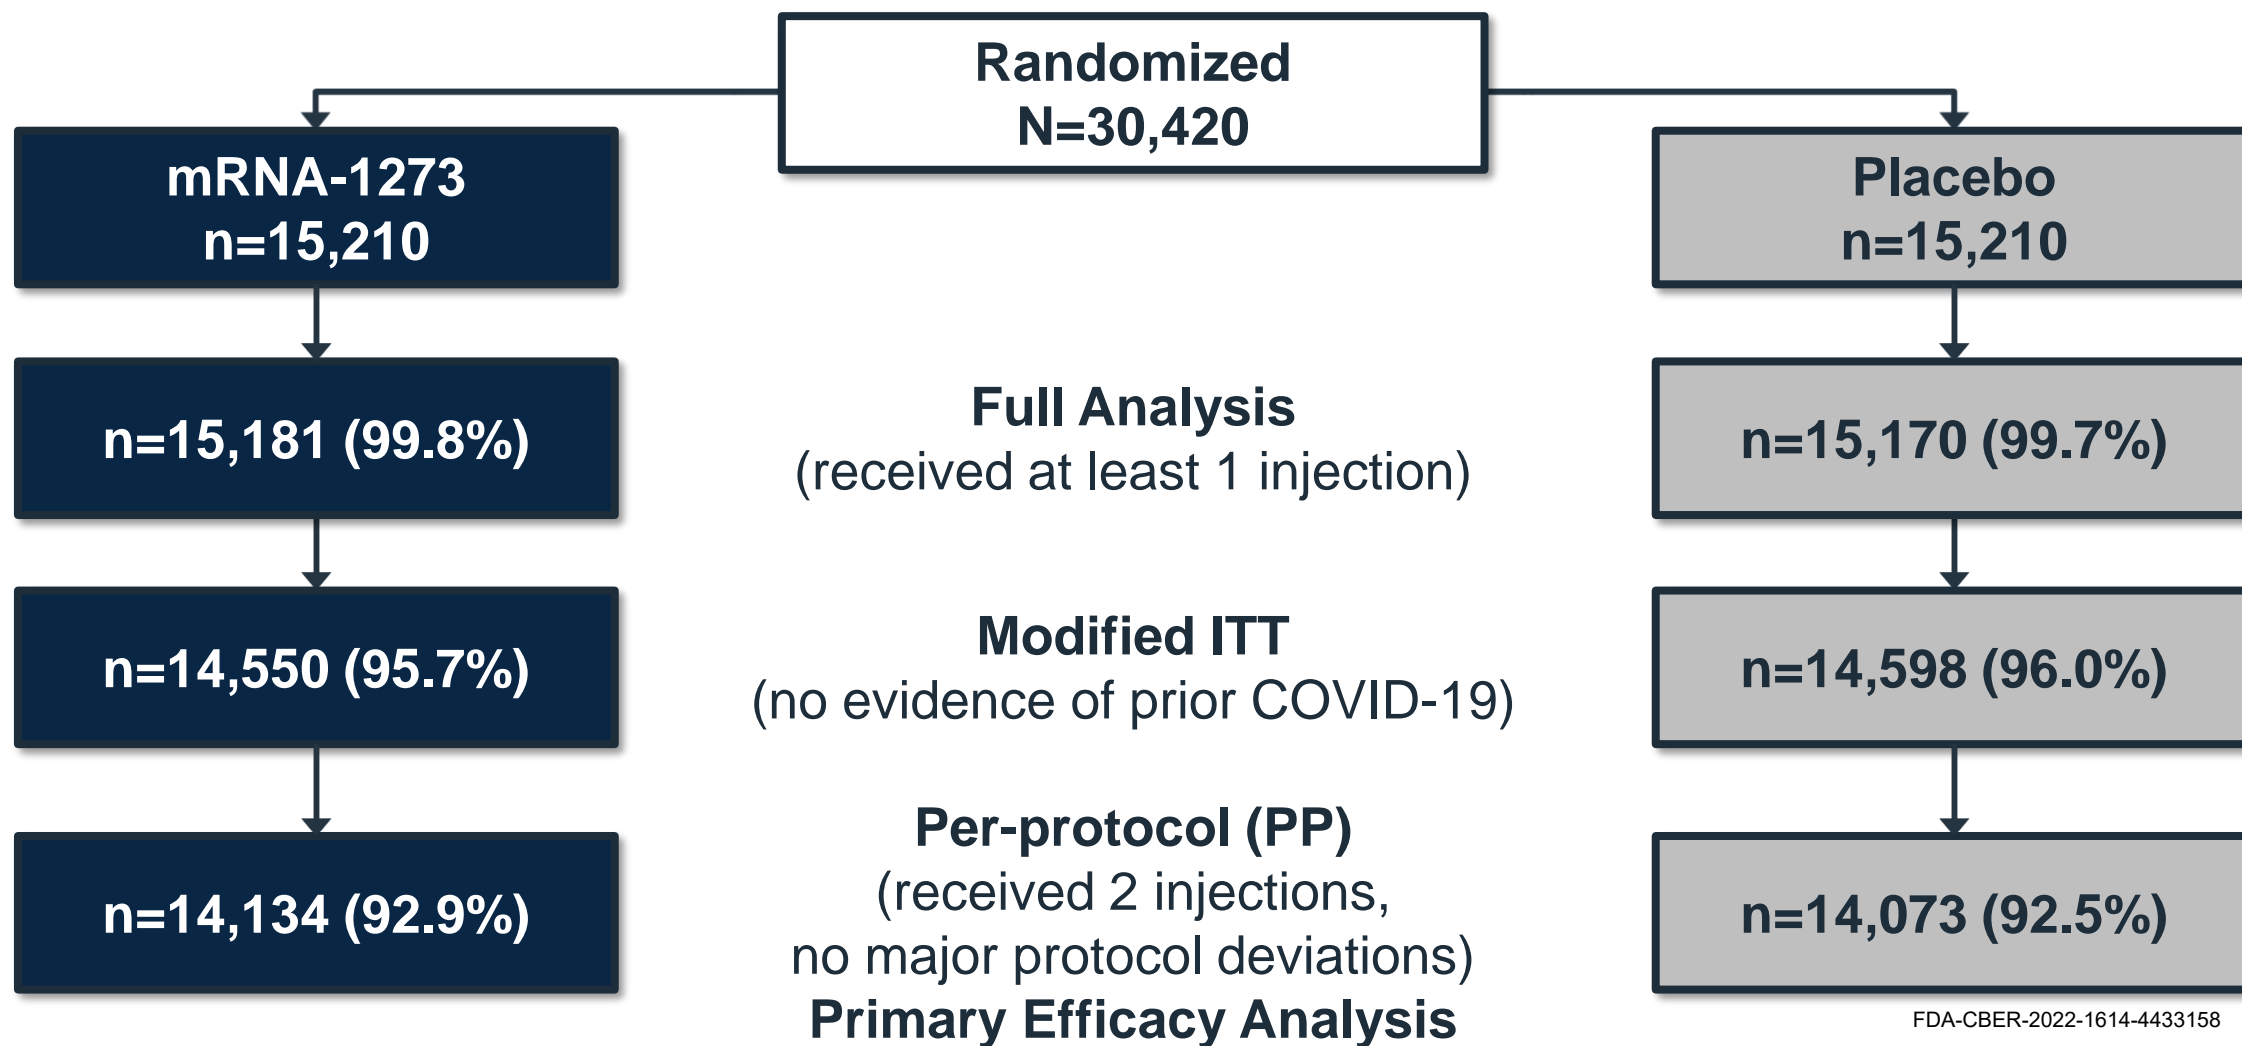 Randomized
N=30,420
mRNA-1273
n=15,210
Placebo
n=15,210
n=15,181 (99.8%)
Full Analysis
(received at least 1 injection)
n=15,170 (99.7%)
n=14,550 (95.7%)
Modified ITT
(no evidence of prior COVID-19)
n=14,598 (96.0%)
n=14,134 (92.9%)
Per-protocol (PP)
(received 2 injections,
no major protocol deviations)
Primary Efficacy Analysis
n=14,073 (92.5%)
FDA-CBER-2022-1614-4433158